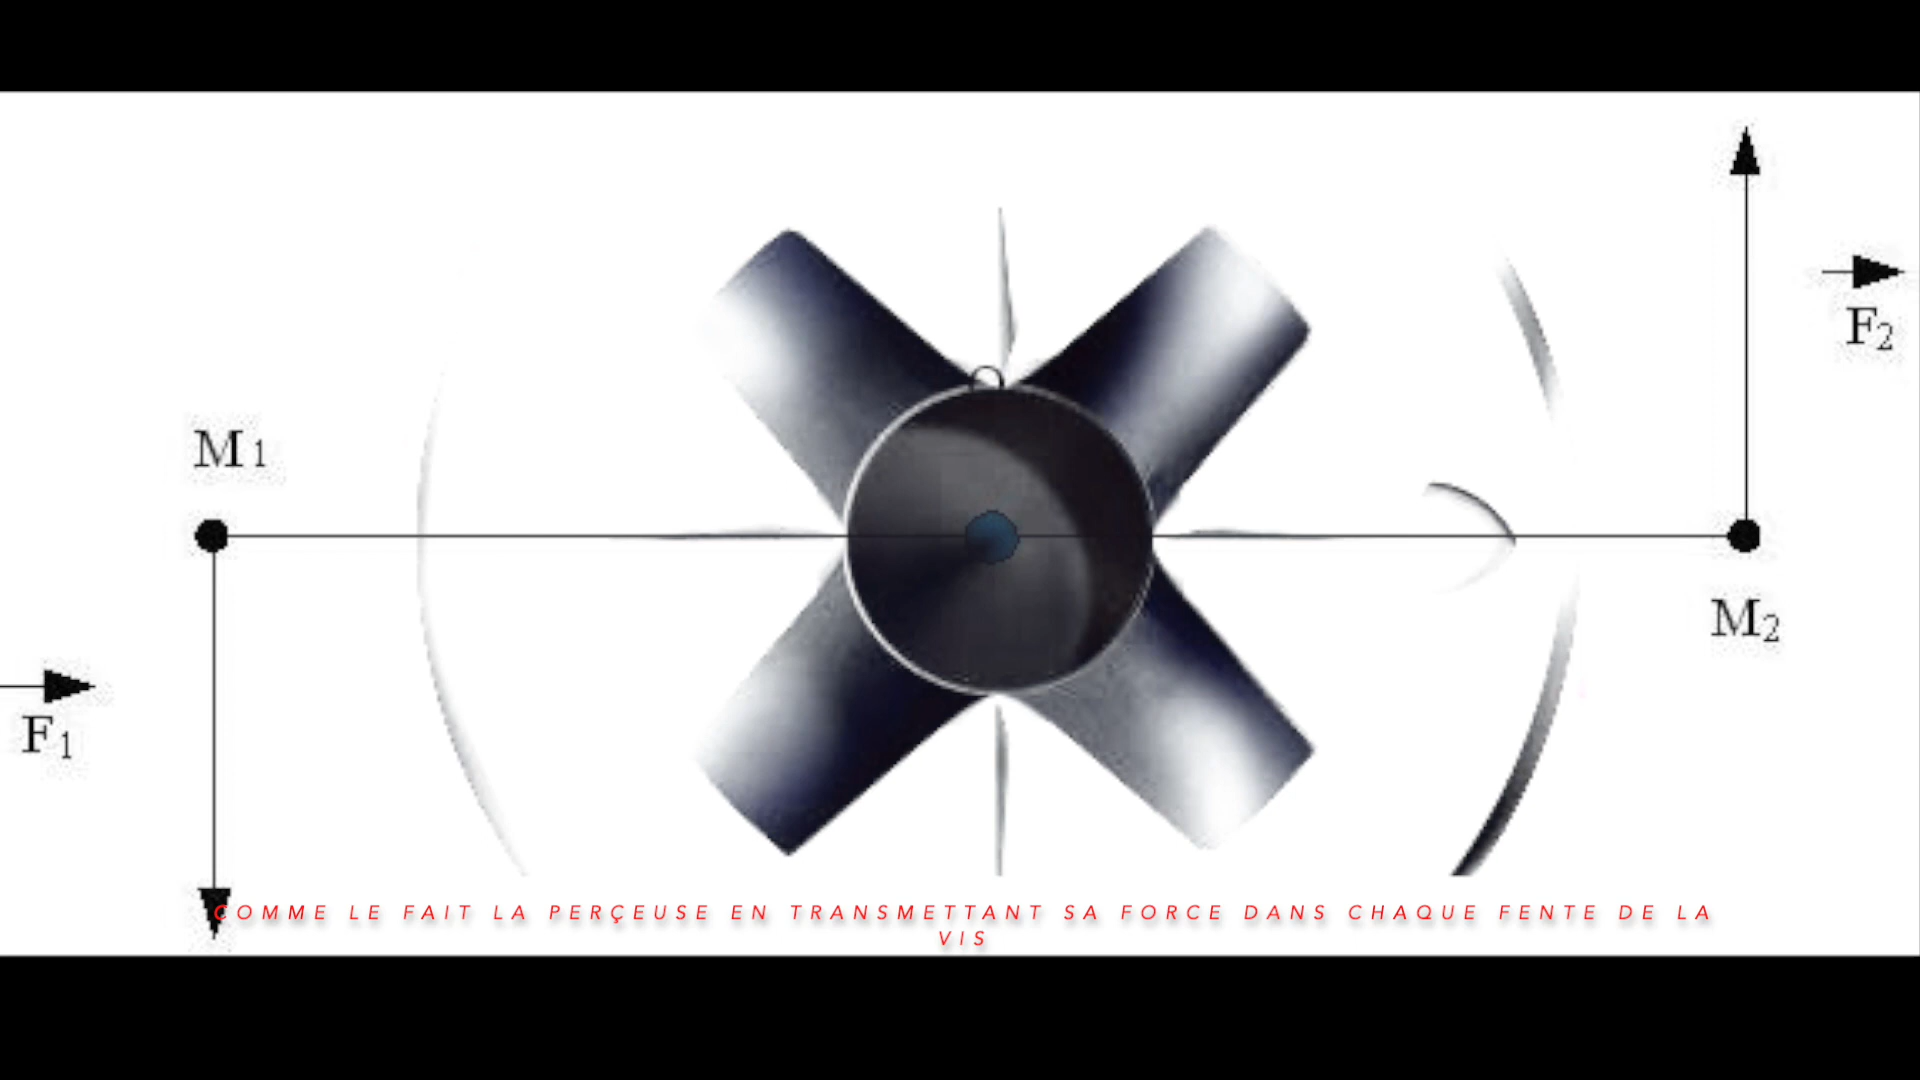 F2
M1
M2
F1
COMME LE FAIT LA PERÇEUSE EN TRANSMETTANT SA FORCE DANS CHAQUE FENTE DE LA
VIS